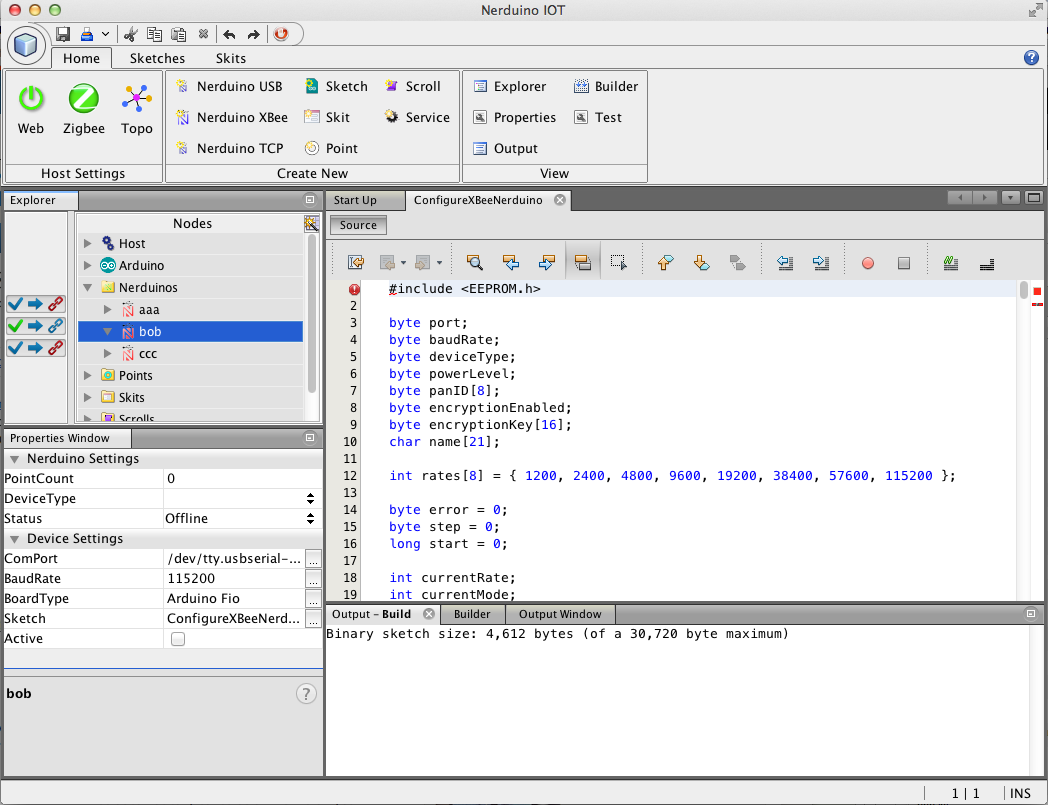 Nerduino IOT
Home Sketches Skits
Web Zigbee Topo
Host Settings
Nerduino USB Sketch Scroll
Nerduino XBee Skit Service
Nerduino TCP Point
Create New
Explorer Builder
Properties Test
Output
View
Explorer
Nodes
Host
Arduino
Nerduinos
aaa
bob
ccc
Points
Skits
Scrolls
Properties Window
Nerduino Settings
PointCount 0
DeviceType
Status Offline
Device Settings
ComPort /dev/tty.usbserial-... ...
BaudRate 115200 ...
BoardType Arduino Fio ...
Sketch ConfigureXBeeNerd... ...
Active
bob ?
Start Up ConfigureXBeeNerduino
Source
#include <EEPROM.h>
2
3 byte port;
4 byte baudRate;
5 byte deviceType;
6 byte powerLevel;
7 byte panID[8];
8 byte encryptionEnabled;
9 byte encryptionKey[16];
10 char name[21];
11
12 int rates[8] = { 1200, 2400, 4800, 9600, 19200, 38400, 57600, 115200 };
13
14 byte error = 0;
15 byte step = 0;
16 long start = 0;
17
18 int currentRate;
19 int currentMode;
Output – Build Builder Output Window
Binary sketch size: 4,612 bytes (of a 30,720 byte maximum)
1 | 1 INS